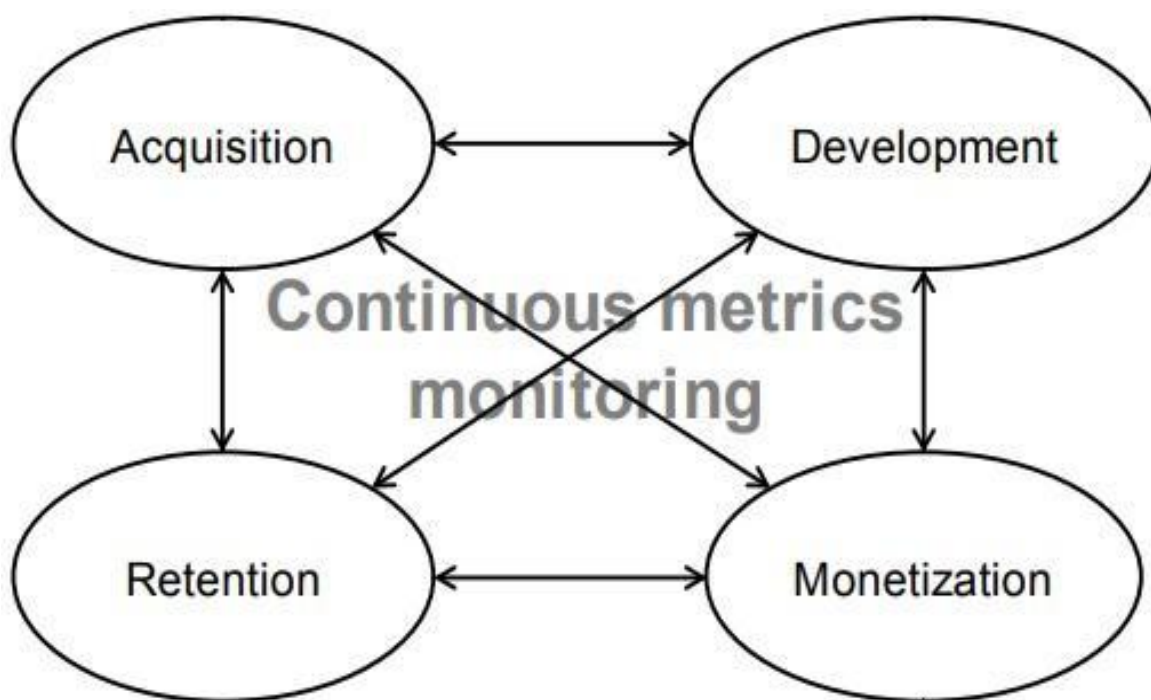 Acquisition
Development
Continuous metrics
monitoring
Retention
Monetization